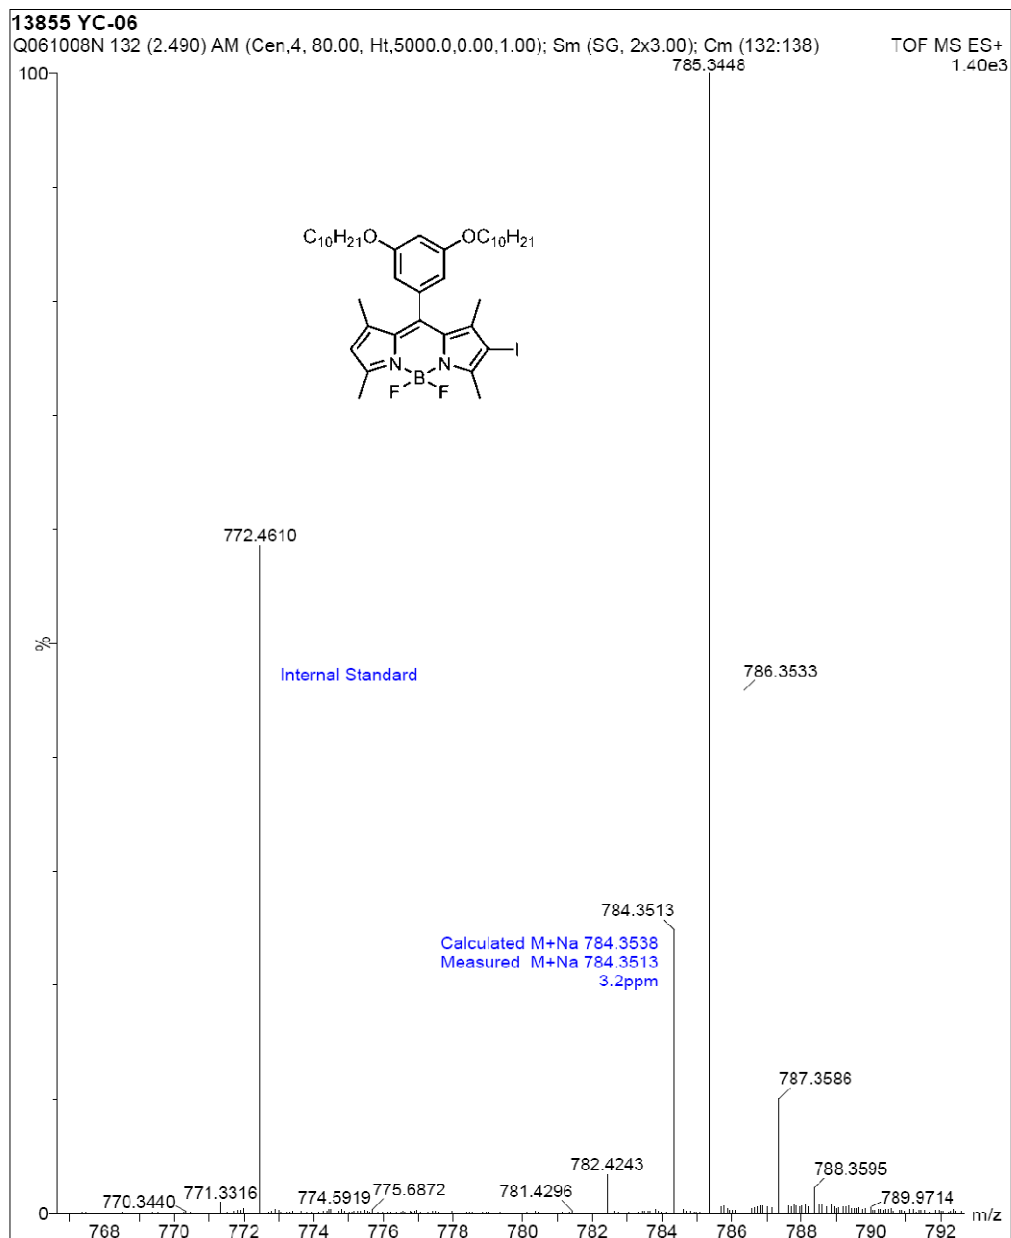 13855 YC-06
Q061008N 132 (2.490) AM (Cen,4, 80.00, Ht,5000.0,0.00,1.00); Sm (SG, 2x3.00); Cm (132:138)
TOF MS ES+
785.3448
1.40e3
100
C10H21O
OC10H21
I
N
N
B
F
F
772.4610
%
Internal Standard
786.3533
784.3513
Calculated M+Na 784.3538
Measured M+Na 784.3513
3.2ppm
787.3586
782.4243
788.3595
770.3440
771.3316
774.5919
775.6872
781.4296
789.9714
0
m/z
768
770
772
774
776
778
780
782
784
786
788
790
792